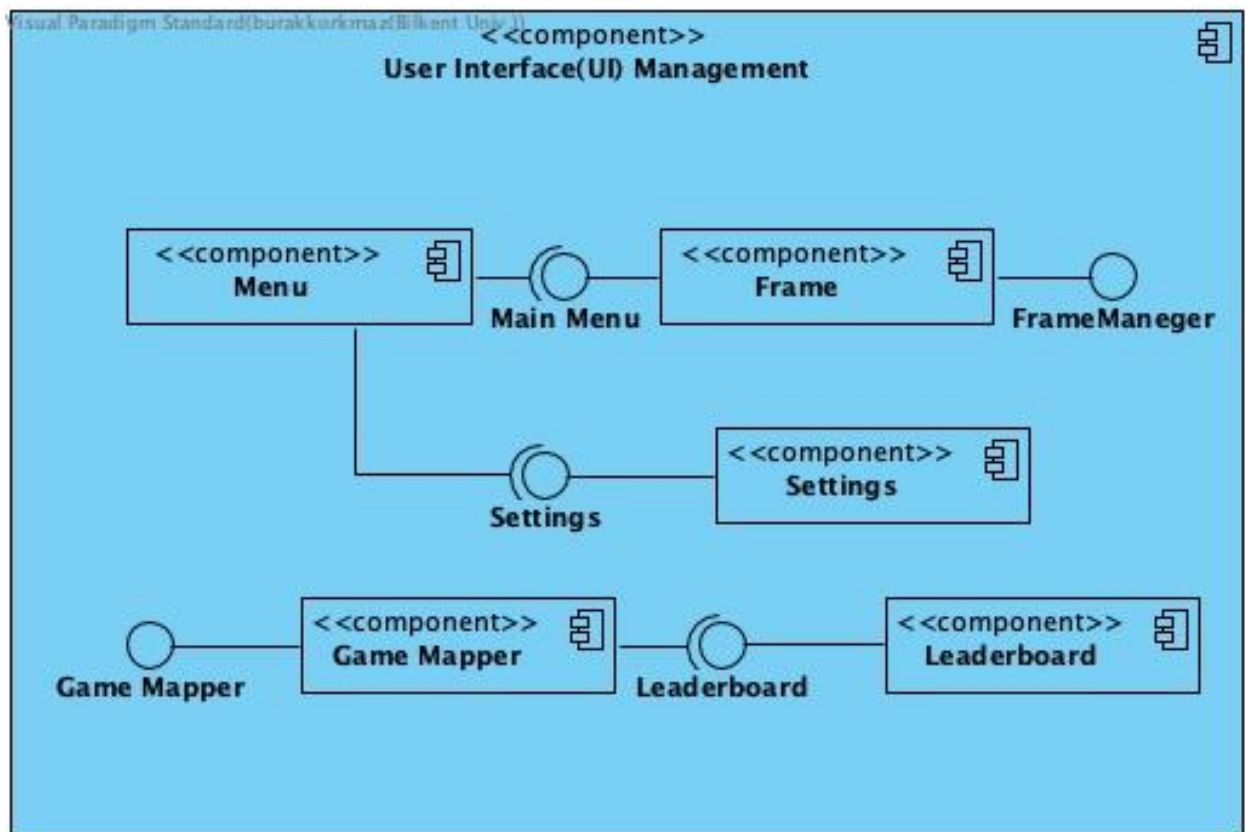 Visual Paradigm Standard(burakkorkmaz(Bilkent Univ.))
<<component>>
User Interface(UI) Management
<<component>>
Menu
Main Menu
<<component>>
Frame
FrameManeger
Settings
<<component>>
Settings
Game Mapper
<<component>>
Game Mapper
Leaderboard
<<component>>
Leaderboard